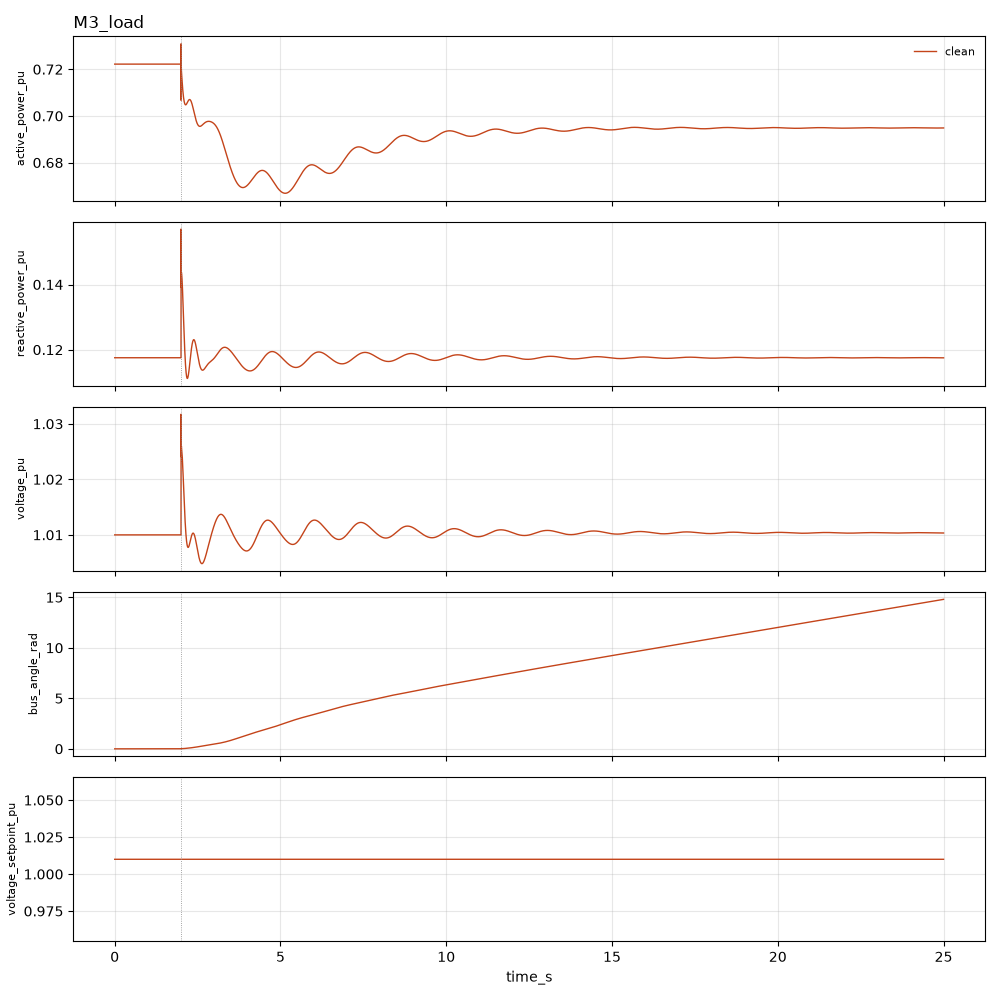 M3_load
clean
active_power_pu
0.72
0.70
0.68
reactive_power_pu
0.14
0.12
voltage_pu
1.03
1.02
1.01
bus_angle_rad
15
10
5
0
voltage_setpoint_pu
1.050
1.025
1.000
0.975
0 5 10 15 20 25
time_s